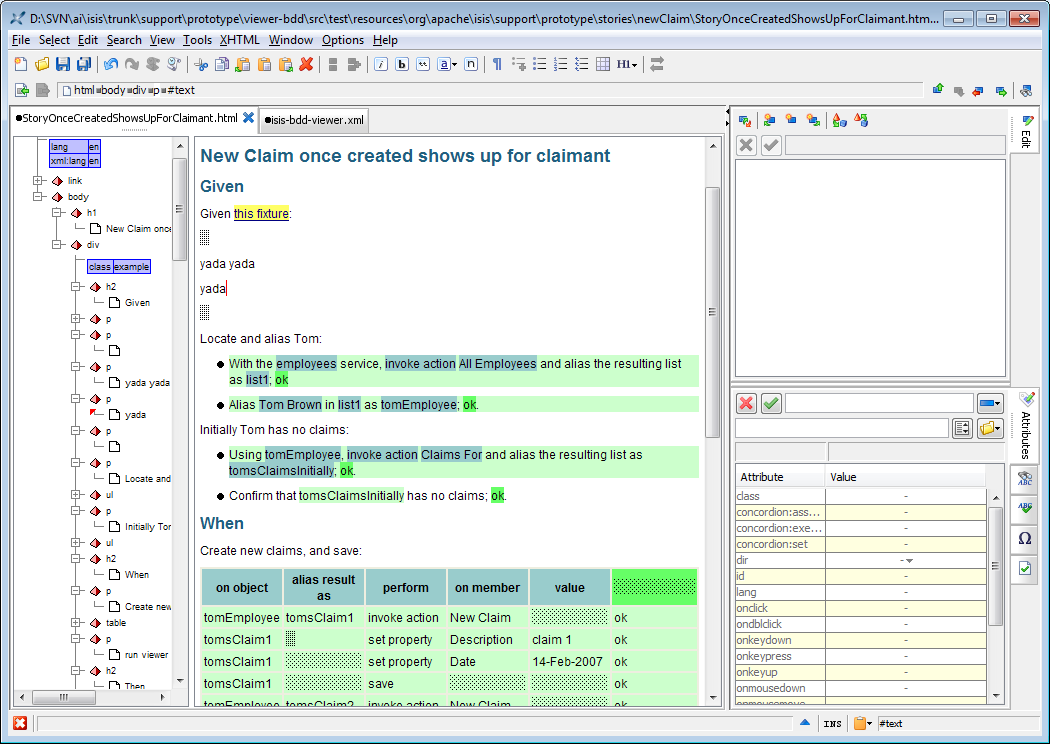 D:\SVN\ai\isis\trunk\support\prototype\viewer-bdd\src\test\resources\org\apache\isis\support\prototype\stories\newClaim\StoryOnceCreatedShowsUpForClaimant.htm...
File Select Edit Search View Tools XHTML Window Options Help
i b a n ¶ H1
html body div p #text
StoryOnceCreatedShowsUpForClaimant.html
isis-bdd-viewer.xml
lang en
xml:lang en
link
body
h1
New Claim once
div
class example
h2
Given
p
p
p
yada yada
p
yada
p
p
Locate and
ul
p
Initially Tor
ul
h2
When
p
Create new
table
p
run viewer
h2
Then
New Claim once created shows up for claimant
Given
Given this fixture:
yada yada
yada
Locate and alias Tom:
With the employees service, invoke action All Employees and alias the resulting list
as list1; ok
Alias Tom Brown in list1 as tomEmployee; ok.
Initially Tom has no claims:
Using tomEmployee, invoke action Claims For and alias the resulting list as
tomsClaimsInitially; ok.
Confirm that tomsClaimsInitially has no claims; ok.
When
Create new claims, and save:
on object alias result as perform on member value
tomEmployee tomsClaim1 invoke action New Claim ok
tomsClaim1 set property Description claim 1 ok
tomsClaim1 set property Date 14-Feb-2007 ok
tomsClaim1 save ok
tomEmployee tomsClaim2 invoke action New Claim ok
Edit
Attributes
ABC
ABC
Ω
Attribute Value
class -
concordion:ass... -
concordion:exe... -
concordion:set -
dir -
id -
lang -
onclick -
ondblclick -
onkeydown -
onkeypress -
onkeyup -
onmousedown -
onmousemove
INS
#text